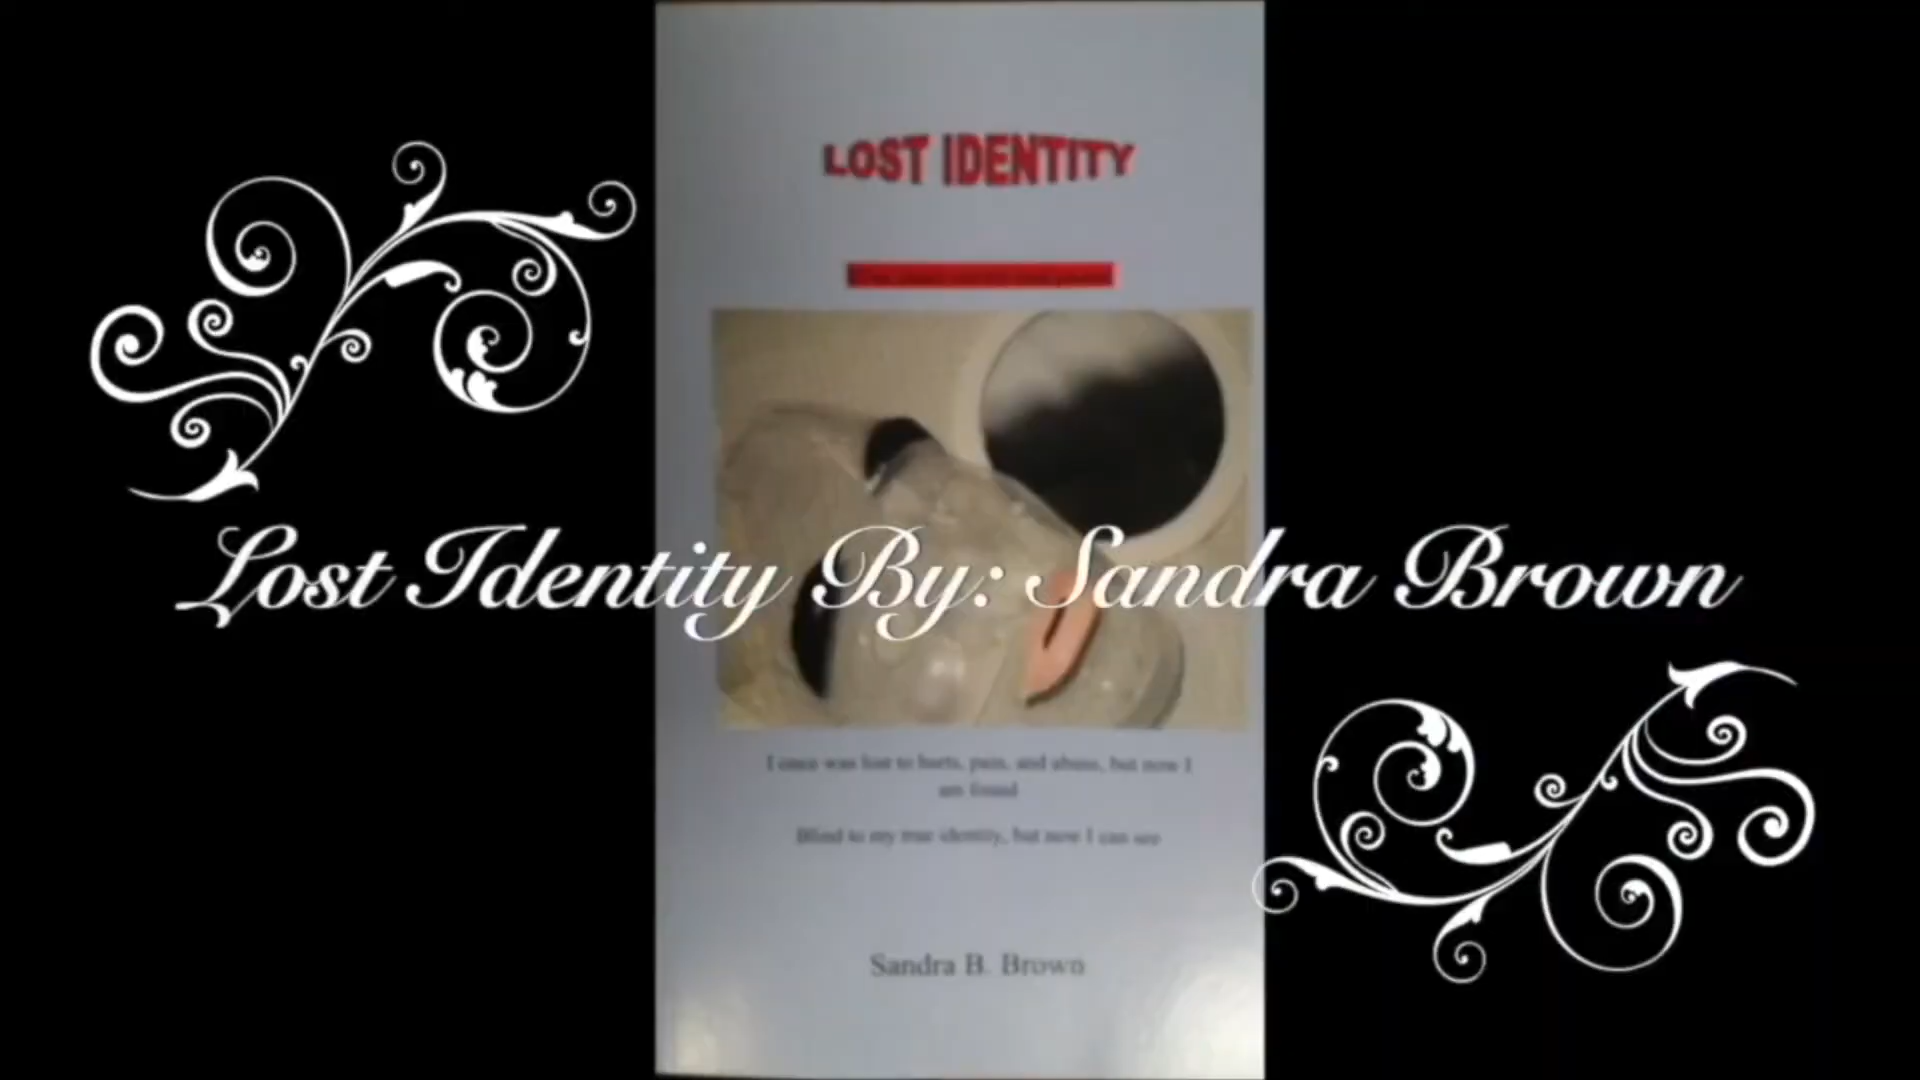 LOST IDENTITY
Lost Identity By: Sandra Brown
I once was lost to hurts, pain, and abuse, but now I
am found
Blind to my true identity, but now I can see
Sandra B. Brown